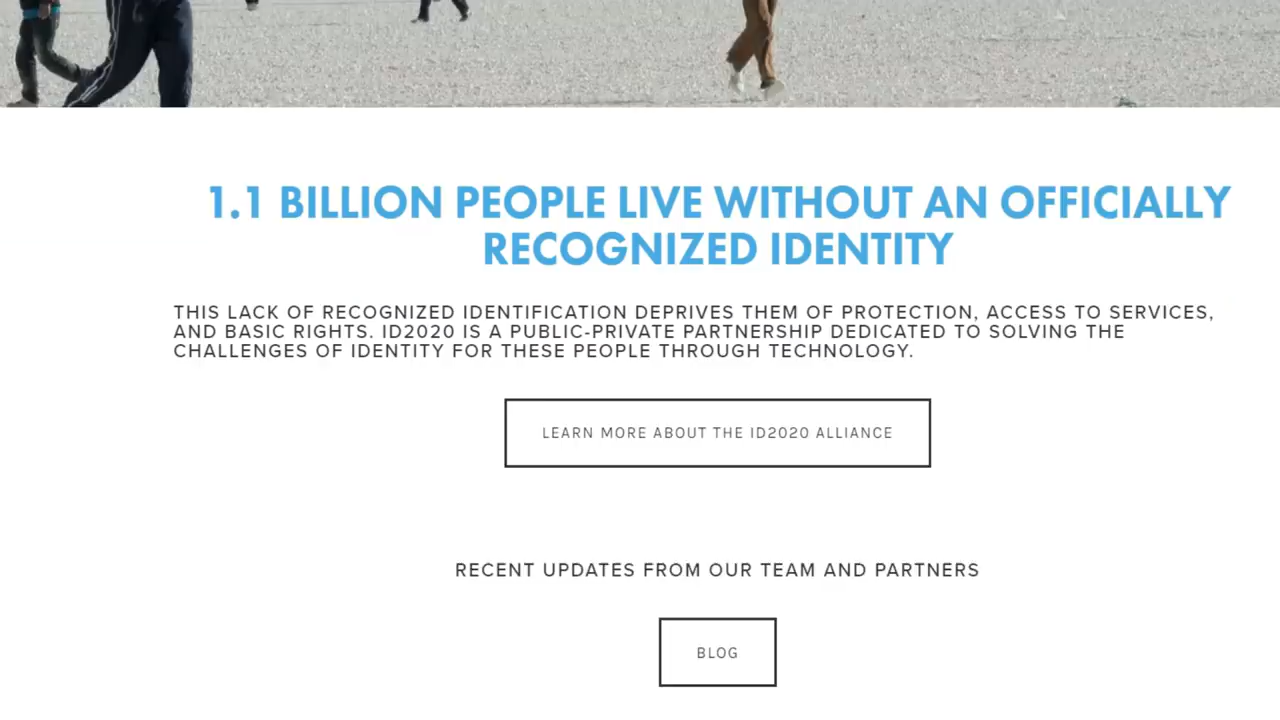 1.1 BILLION PEOPLE LIVE WITHOUT AN OFFICIALLY
RECOGNIZED IDENTITY
THIS LACK OF RECOGNIZED IDENTIFICATION DEPRIVES THEM OF PROTECTION, ACCESS TO SERVICES,
AND BASIC RIGHTS. ID2020 IS A PUBLIC-PRIVATE PARTNERSHIP DEDICATED TO SOLVING THE
CHALLENGES OF IDENTITY FOR THESE PEOPLE THROUGH TECHNOLOGY.
LEARN MORE ABOUT THE ID2020 ALLIANCE
RECENT UPDATES FROM OUR TEAM AND PARTNERS
BLOG